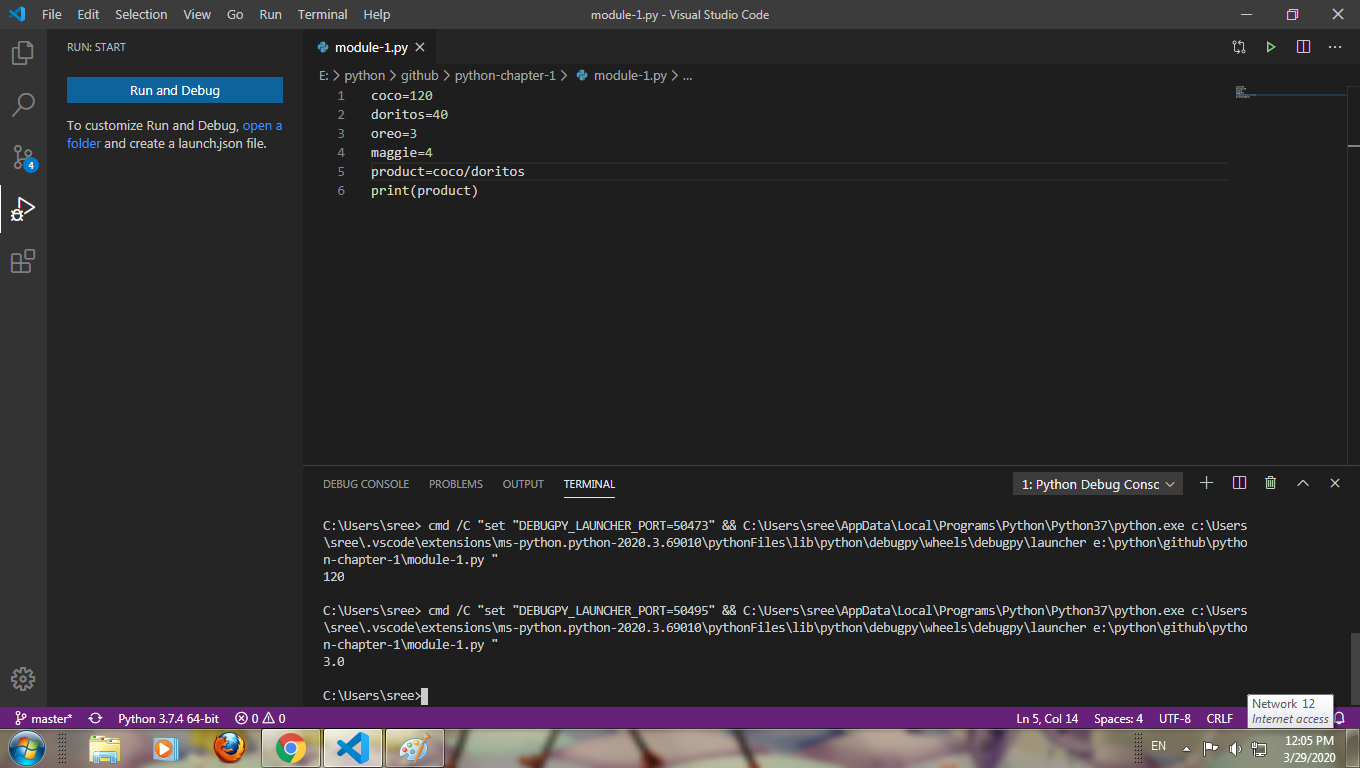 File Edit Selection View Go Run Terminal Help module-1.py - Visual Studio Code
RUN: START
Run and Debug
To customize Run and Debug, open a
folder and create a launch.json file.
4
module-1.py
E: > python > github > python-chapter-1 > module-1.py > ...
1 coco=120
2 doritos=40
3 oreo=3
4 maggie=4
5 product=coco/doritos
6 print(product)
DEBUG CONSOLE PROBLEMS OUTPUT TERMINAL 1: Python Debug Consc
C:\Users\sree> cmd /C "set "DEBUGPY_LAUNCHER_PORT=50473" && C:\Users\sree\AppData\Local\Programs\Python\Python37\python.exe c:\Users
\sree\.vscode\extensions\ms-python.python-2020.3.69010\pythonFiles\lib\python\debugpy\wheels\debugpy\launcher e:\python\github\pytho
n-chapter-1\module-1.py "
120
C:\Users\sree> cmd /C "set "DEBUGPY_LAUNCHER_PORT=50495" && C:\Users\sree\AppData\Local\Programs\Python\Python37\python.exe c:\Users
\sree\.vscode\extensions\ms-python.python-2020.3.69010\pythonFiles\lib\python\debugpy\wheels\debugpy\launcher e:\python\github\pytho
n-chapter-1\module-1.py "
3.0
C:\Users\sree>
master* Python 3.7.4 64-bit 0 0 Ln 5, Col 14 Spaces: 4 UTF-8 CRLF
Network 12
Internet access
EN
12:05 PM
3/29/2020